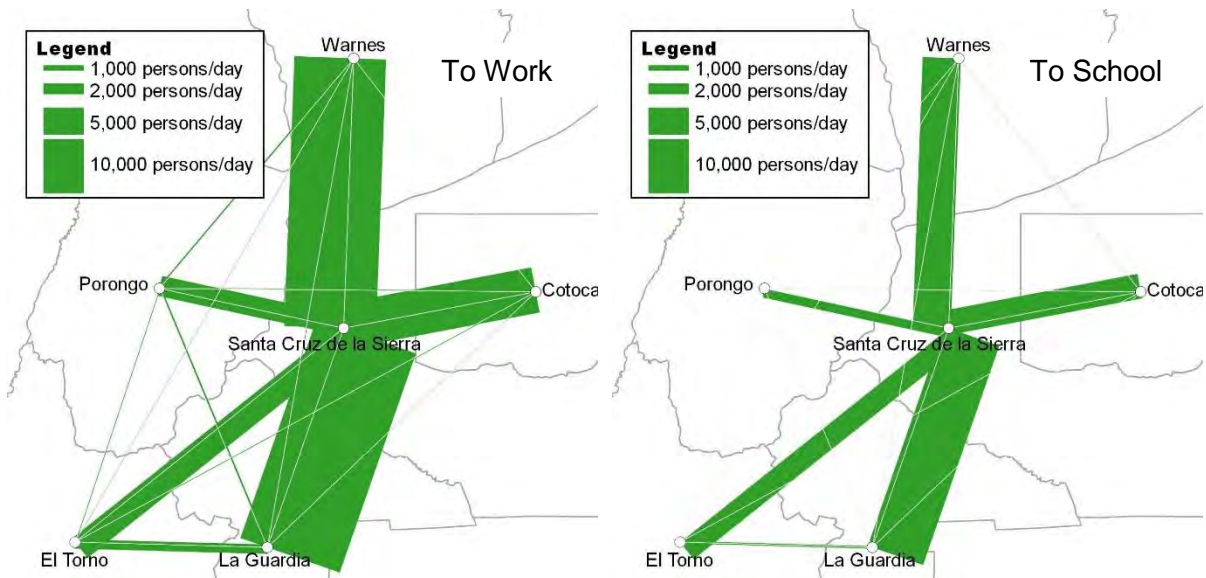 Legend
1,000 persons/day
2,000 persons/day
5,000 persons/day
10,000 persons/day
Warnes
To Work
Porongo
Cotoca
Santa Cruz de la Sierra
El Torno
La Guardia
Legend
1,000 persons/day
2,000 persons/day
5,000 persons/day
10,000 persons/day
Warnes
To School
Porongo
Cotoca
Santa Cruz de la Sierra
El Torno
La Guardia